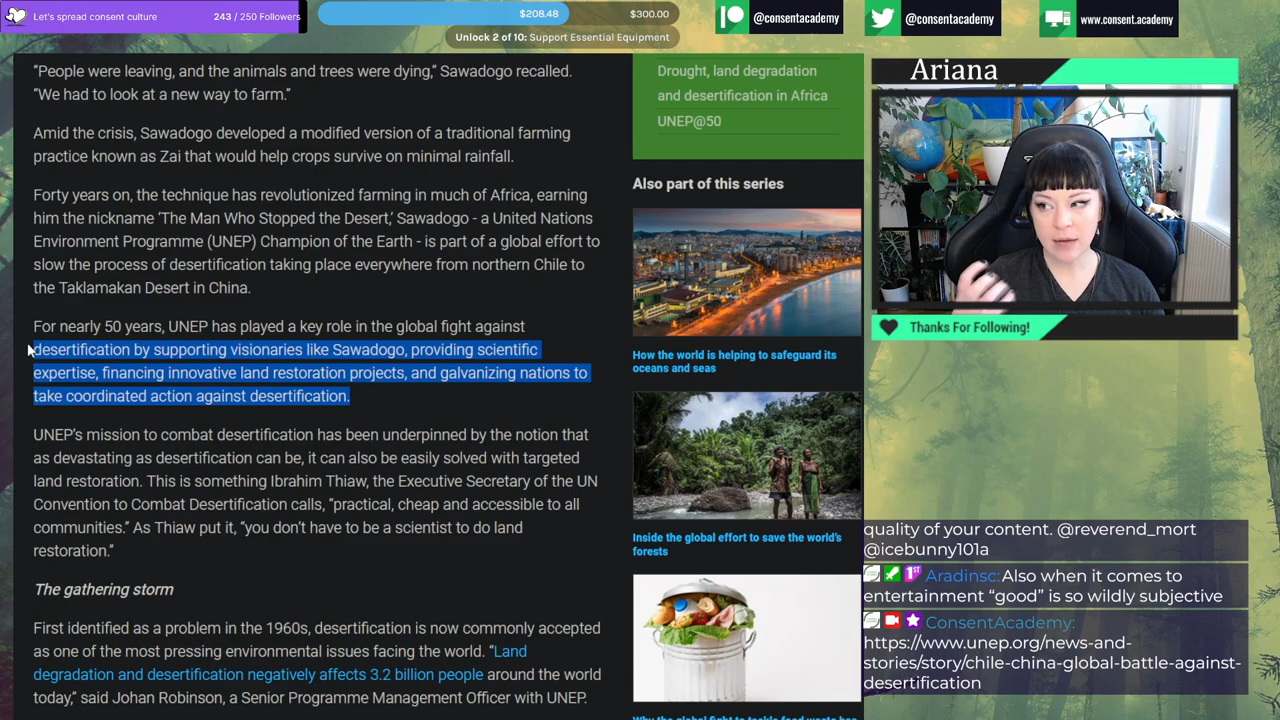 Let's spread consent culture
243 / 250 Followers
$208.48
$300.00
Unlock 2 of 10: Support Essential Equipment
@consentacademy
@consentacademy
www.consent.academy
“People were leaving, and the animals and trees were dying,” Sawadogo recalled.
“We had to look at a new way to farm.”
Amid the crisis, Sawadogo developed a modified version of a traditional farming
practice known as Zai that would help crops survive on minimal rainfall.
Forty years on, the technique has revolutionized farming in much of Africa, earning
him the nickname ‘The Man Who Stopped the Desert,’ Sawadogo - a United Nations
Environment Programme (UNEP) Champion of the Earth - is part of a global effort to
slow the process of desertification taking place everywhere from northern Chile to
the Taklamakan Desert in China.
For nearly 50 years, UNEP has played a key role in the global fight against
desertification by supporting visionaries like Sawadogo, providing scientific
expertise, financing innovative land restoration projects, and galvanizing nations to
take coordinated action against desertification.
UNEP’s mission to combat desertification has been underpinned by the notion that
as devastating as desertification can be, it can also be easily solved with targeted
land restoration. This is something Ibrahim Thiaw, the Executive Secretary of the UN
Convention to Combat Desertification calls, “practical, cheap and accessible to all
communities.” As Thiaw put it, “you don’t have to be a scientist to do land
restoration.”
The gathering storm
First identified as a problem in the 1960s, desertification is now commonly accepted
as one of the most pressing environmental issues facing the world. “Land
degradation and desertification negatively affects 3.2 billion people around the world
today,” said Johan Robinson, a Senior Programme Management Officer with UNEP.
Drought, land degradation
and desertification in Africa
UNEP@50
Also part of this series
How the world is helping to safeguard its
oceans and seas
Inside the global effort to save the world’s
forests
Why the global fight to tackle food waste has
Ariana
Thanks For Following!
quality of your content. @reverend_mort
@icebunny101a
1ST
Aradinsc: Also when it comes to
entertainment “good” is so wildly subjective
ConsentAcademy:
https://www.unep.org/news-and-
stories/story/chile-china-global-battle-against-
desertification